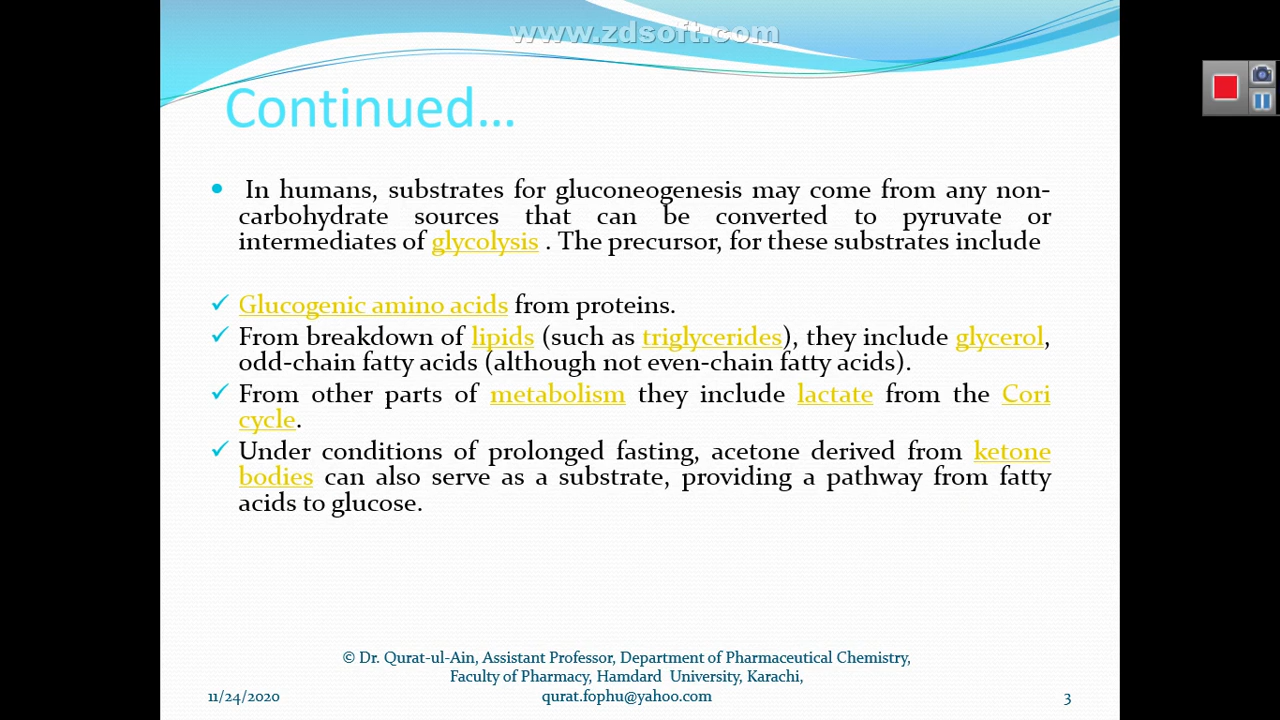 www.zdsoft.com
Continued...
In humans, substrates for gluconeogenesis may come from any non-
carbohydrate sources that can be converted to pyruvate or
intermediates of glycolysis . The precursor, for these substrates include
Glucogenic amino acids from proteins.
From breakdown of lipids (such as triglycerides), they include glycerol,
odd-chain fatty acids (although not even-chain fatty acids).
From other parts of metabolism they include lactate from the Cori
cycle.
Under conditions of prolonged fasting, acetone derived from ketone
bodies can also serve as a substrate, providing a pathway from fatty
acids to glucose.
© Dr. Qurat-ul-Ain, Assistant Professor, Department of Pharmaceutical Chemistry,
Faculty of Pharmacy, Hamdard University, Karachi,
11/24/2020 qurat.fophu@yahoo.com 3